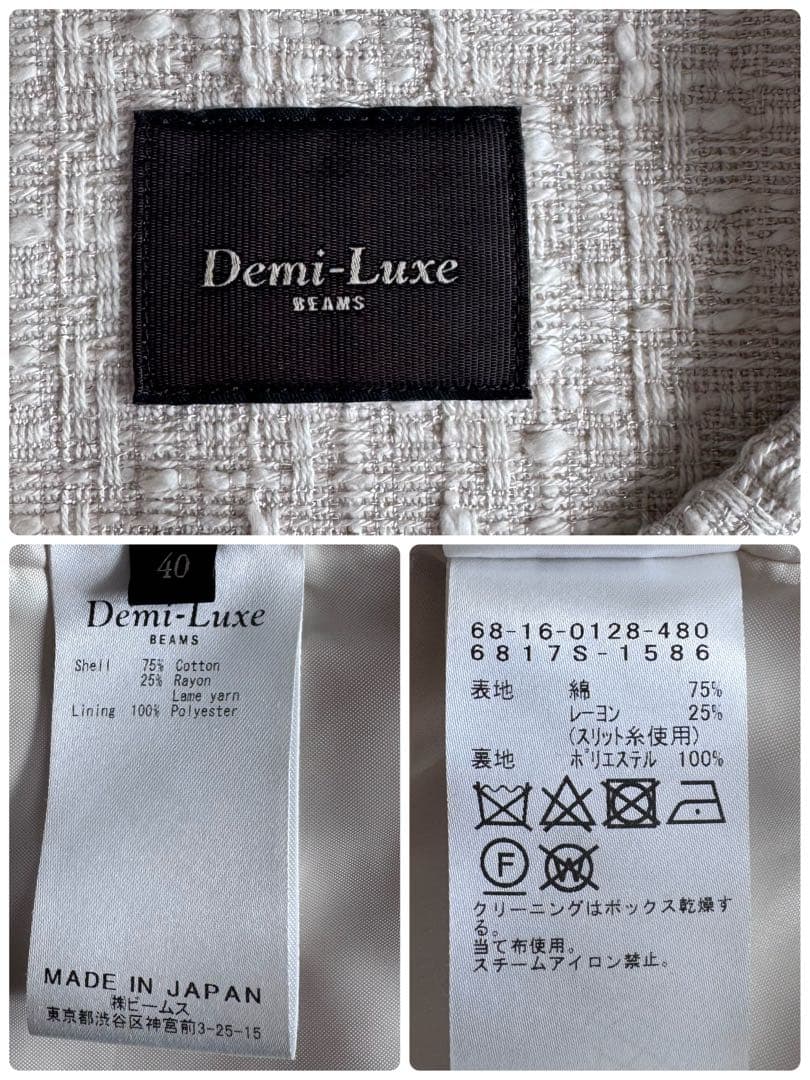 Demi-Luxe
BEAMS
40
Demi-Luxe
BEAMS
Shell 75% Cotton
25% Rayon
Lame yarn
Lining 100% Polyester
MADE IN JAPAN
㈱ビームス
東京都渋谷区神宮前3-25-15
68-16-0128-480
6817S-1586
表地 綿 75%
レーヨン 25%
(スリット糸使用)
裏地 ポリエステル 100%
F W
クリーニングはボックス乾燥す
る。
当て布使用。
スチームアイロン禁止。